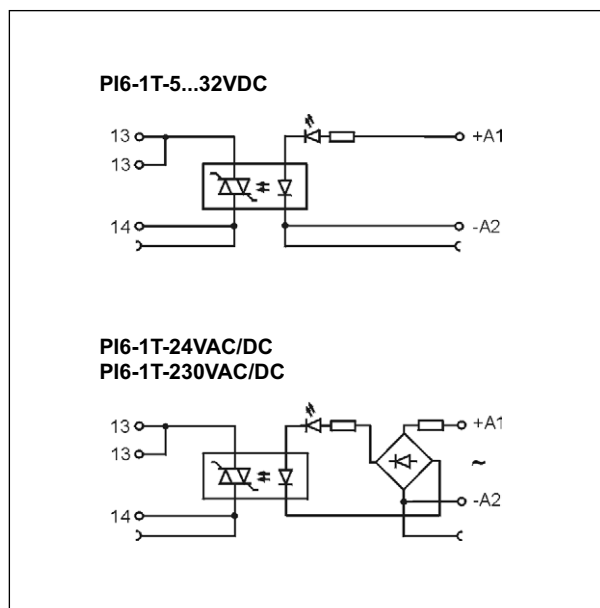 PI6-1T-5...32VDC
13
+A1
13
14
-A2
PI6-1T-24VAC/DC
PI6-1T-230VAC/DC
13
+A1
13
~
14
-A2